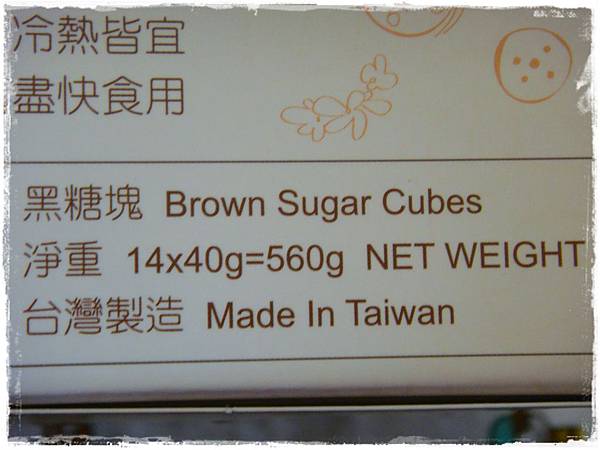 冷熱皆宜
盡快食用
黑糖塊 Brown Sugar Cubes
淨重 14x40g=560g NET WEIGHT
台灣製造 Made In Taiwan